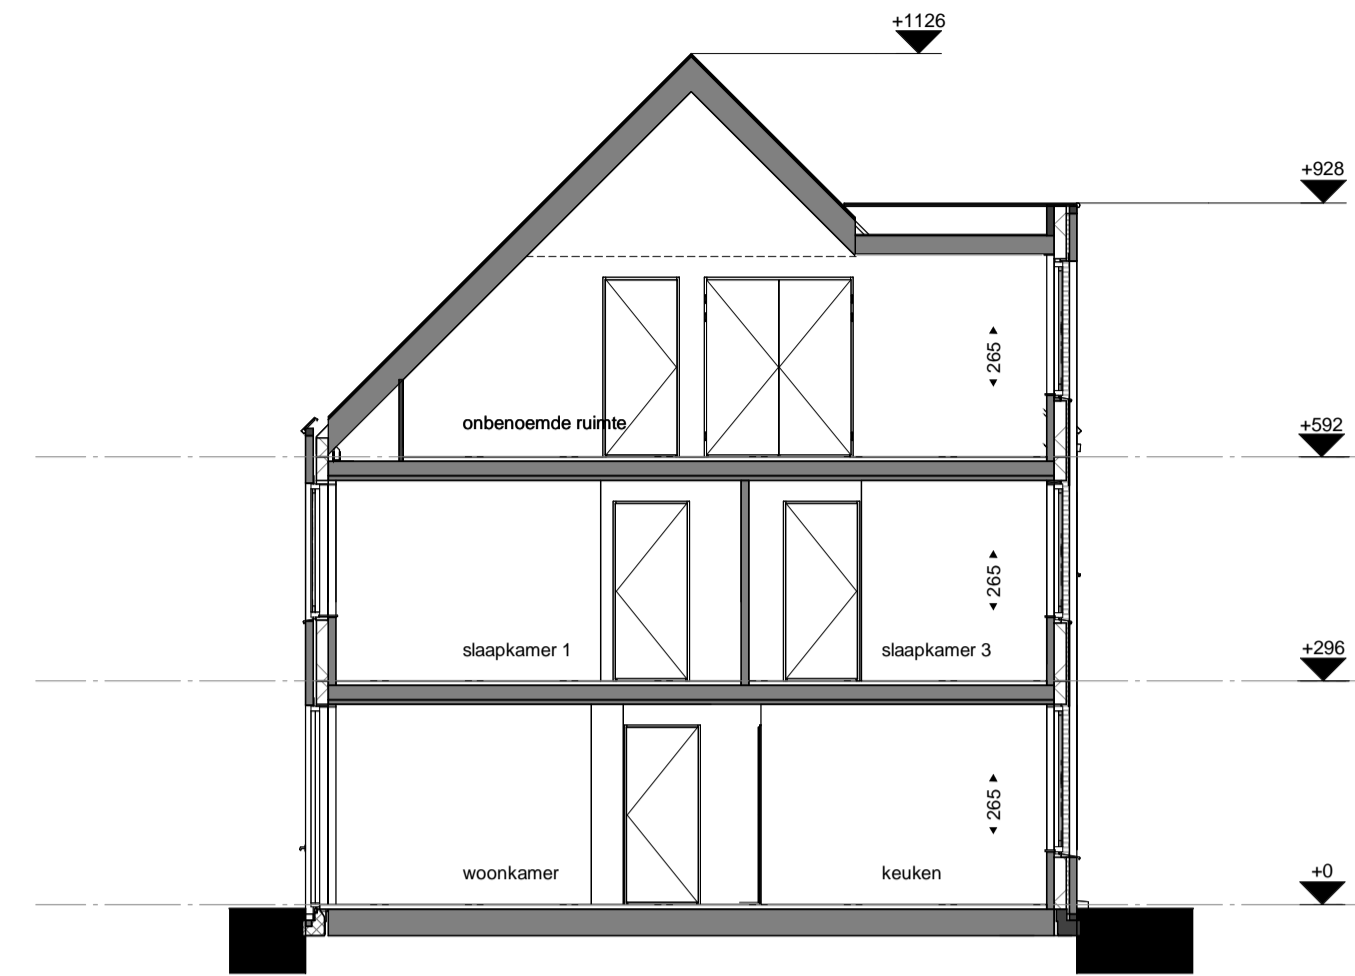 +1126
+928
265
onbenoemde ruimte
+592
265
slaapkamer 1
slaapkamer 3
+296
265
woonkamer
keuken
+0